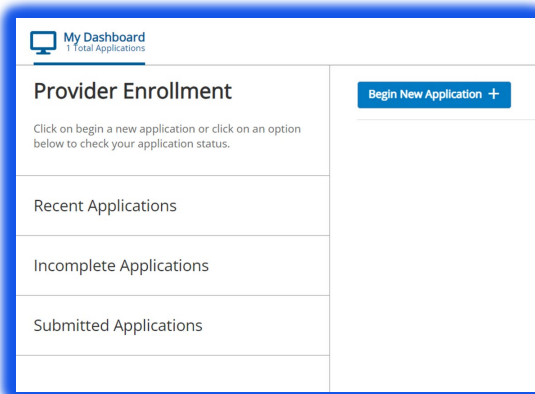 My Dashboard
1 Total Applications
Provider Enrollment
Begin New Application +
Click on begin a new application or click on an option
below to check your application status.
Recent Applications
Incomplete Applications
Submitted Applications